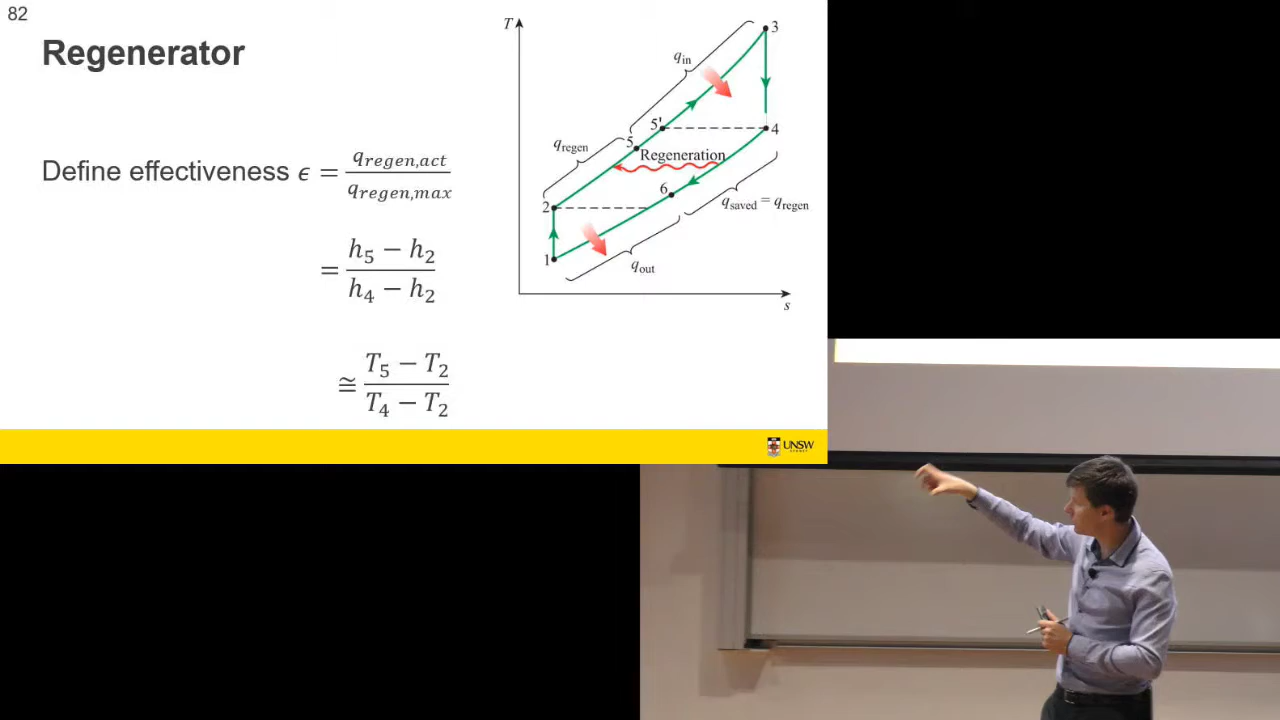 82
Regenerator
Define effectiveness ϵ = q_regen,act / q_regen,max
= h₅ − h₂ / h₄ − h₂
≅ T₅ − T₂ / T₄ − T₂
T
3
q_in
5'
4
5
q_regen
Regeneration
6
2
q_saved = q_regen
1
q_out
s
UNSW
SYDNEY